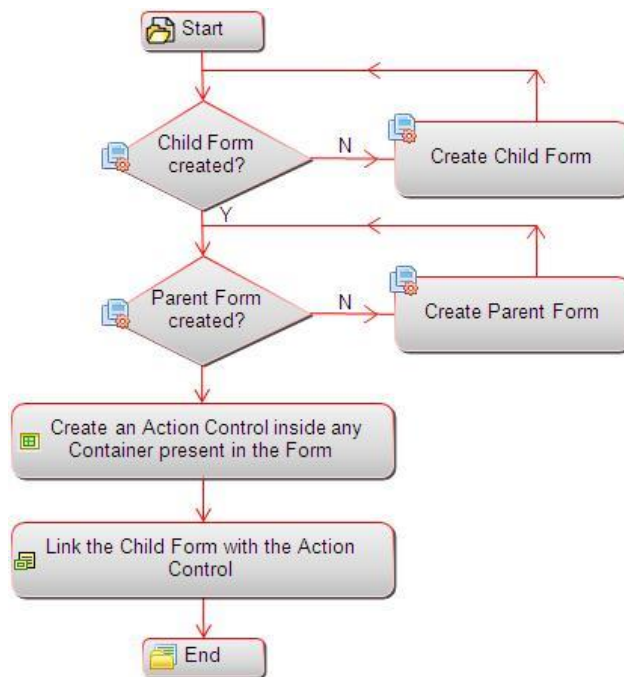 Start
Child Form
created?
N
Create Child Form
Y
Parent Form
created?
N
Create Parent Form
Create an Action Control inside any
Container present in the Form
Link the Child Form with the Action
Control
End